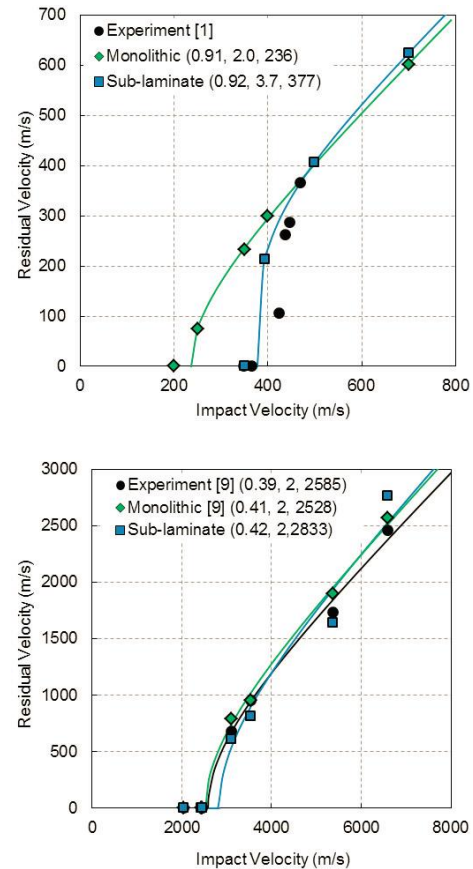 700
600
500
400
300
200
100
0
Residual Velocity (m/s)
Experiment [1]
Monolithic (0.91, 2.0, 236)
Sub-laminate (0.92, 3.7, 377)
0 200 400 600 800
Impact Velocity (m/s)
3000
2500
2000
1500
1000
500
0
Residual Velocity (m/s)
Experiment [9] (0.39, 2, 2585)
Monolithic [9] (0.41, 2, 2528)
Sub-laminate (0.42, 2,2833)
0 2000 4000 6000 8000
Impact Velocity (m/s)